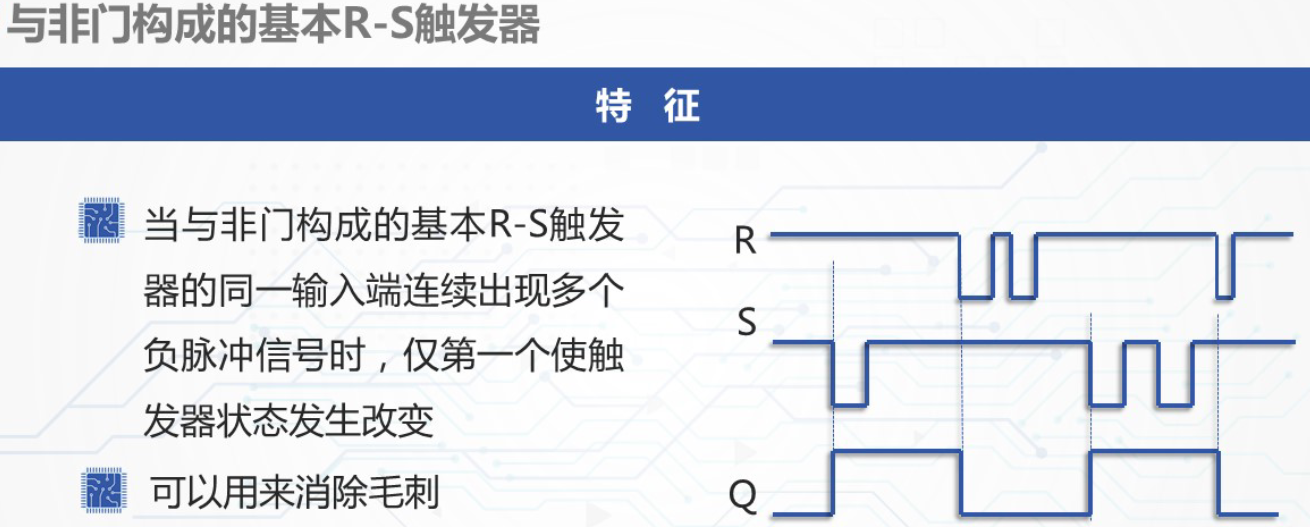 与非门构成的基本R-S触发器
特 征
当与非门构成的基本R-S触发
器的同一输入端连续出现多个
负脉冲信号时，仅第一个使触
发器状态发生改变
可以用来消除毛刺
R
S
Q